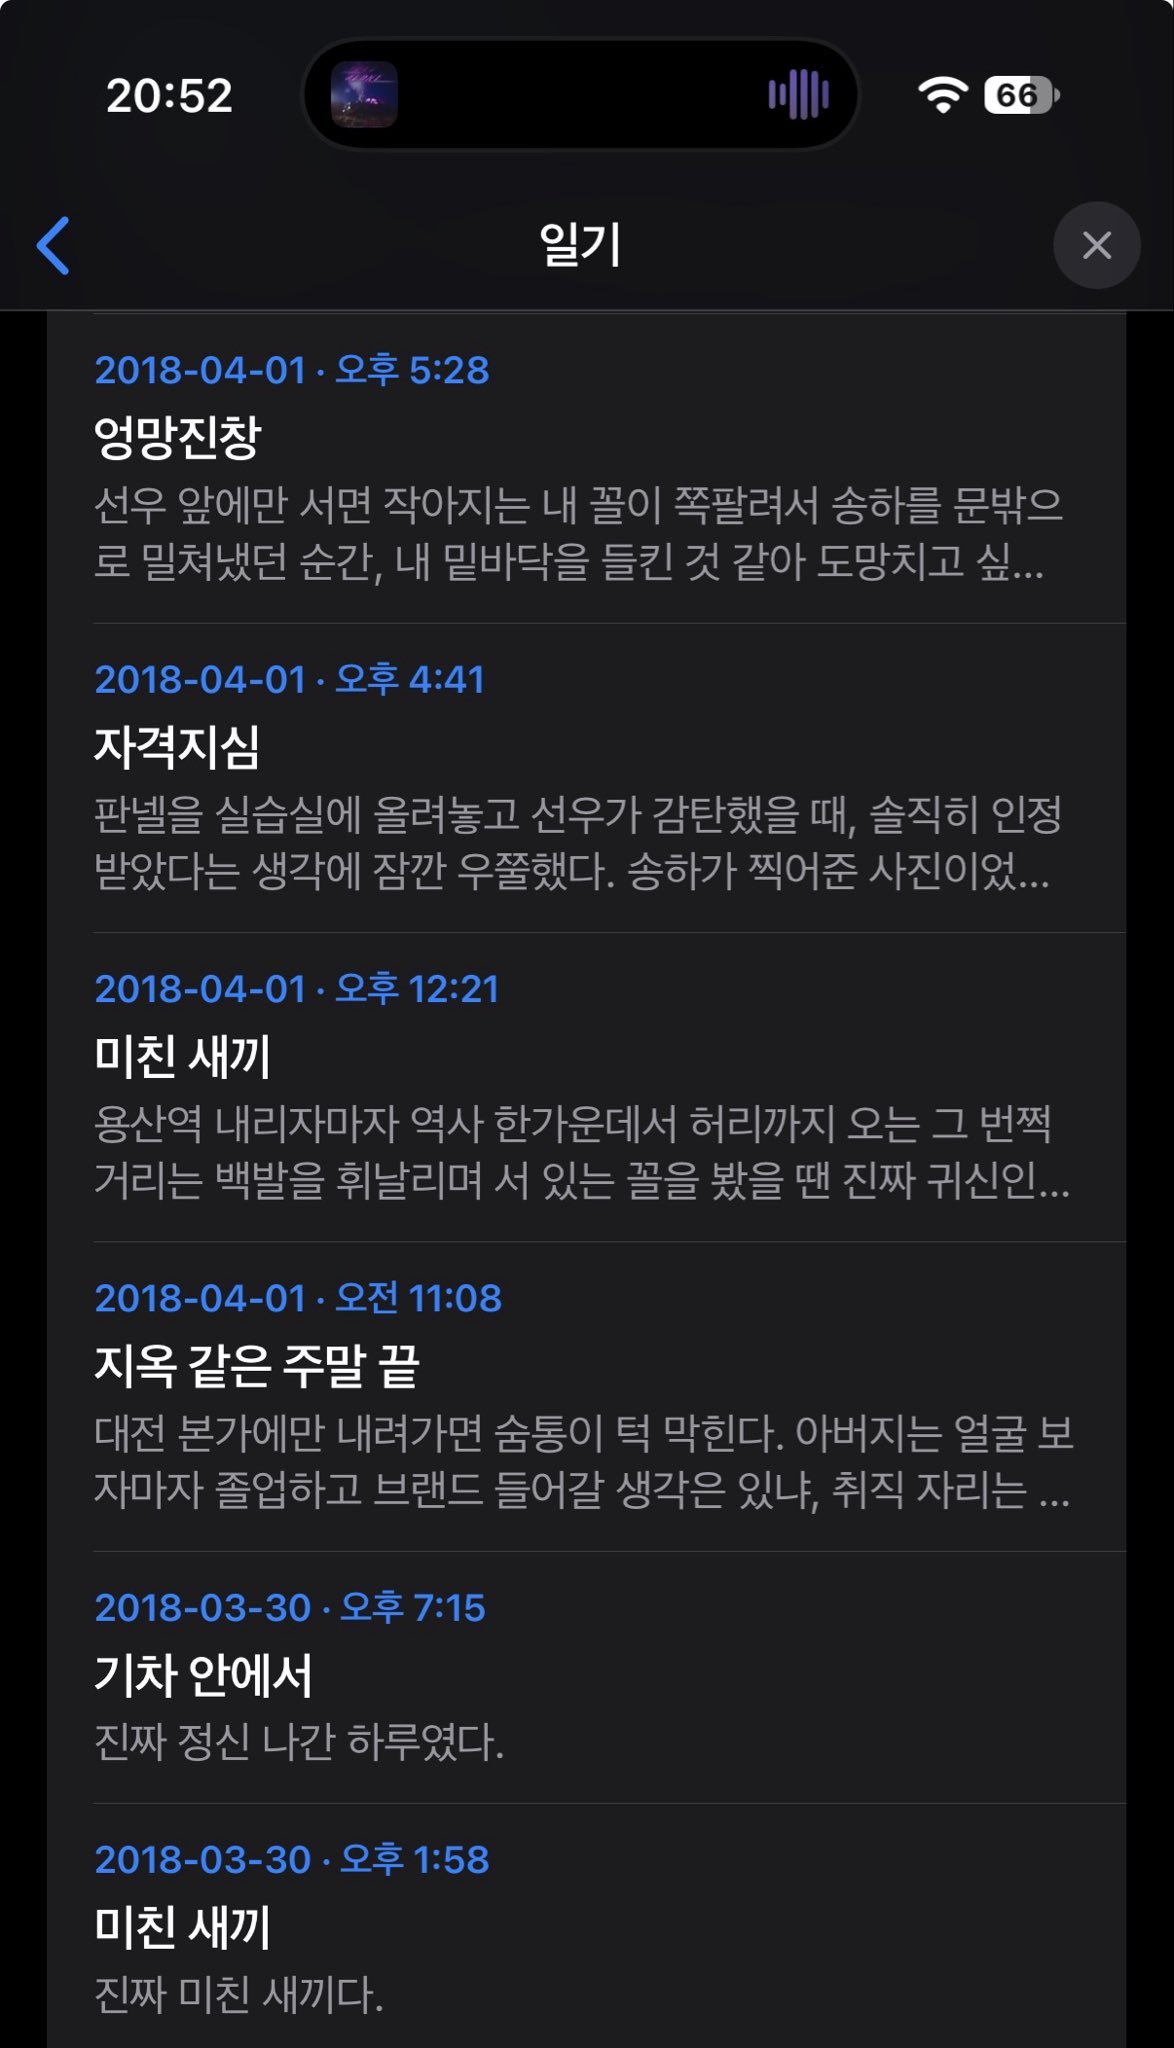 20:52
66
일기
2018-04-01 · 오후 5:28
엉망진창
선우 앞에만 서면 작아지는 내 꼴이 쪽팔려서 송하를 문밖으
로 밀쳐냈던 순간, 내 밑바닥을 들킨 것 같아 도망치고 싶...
2018-04-01 · 오후 4:41
자격지심
판넬을 실습실에 올려놓고 선우가 감탄했을 때, 솔직히 인정
받았다는 생각에 잠깐 우쭐했다. 송하가 찍어준 사진이었...
2018-04-01 · 오후 12:21
미친 새끼
용산역 내리자마자 역사 한가운데서 허리까지 오는 그 번쩍
거리는 백발을 휘날리며 서 있는 꼴을 봤을 땐 진짜 귀신인...
2018-04-01 · 오전 11:08
지옥 같은 주말 끝
대전 본가에만 내려가면 숨통이 턱 막힌다. 아버지는 얼굴 보
자마자 졸업하고 브랜드 들어갈 생각은 있냐, 취직 자리는 ...
2018-03-30 · 오후 7:15
기차 안에서
진짜 정신 나간 하루였다.
2018-03-30 · 오후 1:58
미친 새끼
진짜 미친 새끼다.